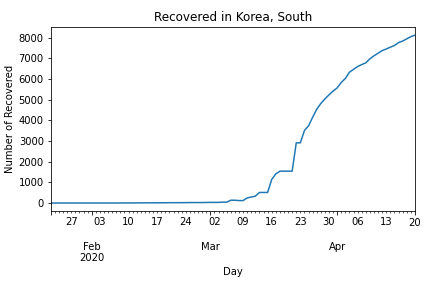 Recovered in Korea, South
Number of Recovered
8000
7000
6000
5000
4000
3000
2000
1000
0
27 03 10 17 24 02 09 16 23 30 06 13 20
Feb Mar Apr
2020
Day